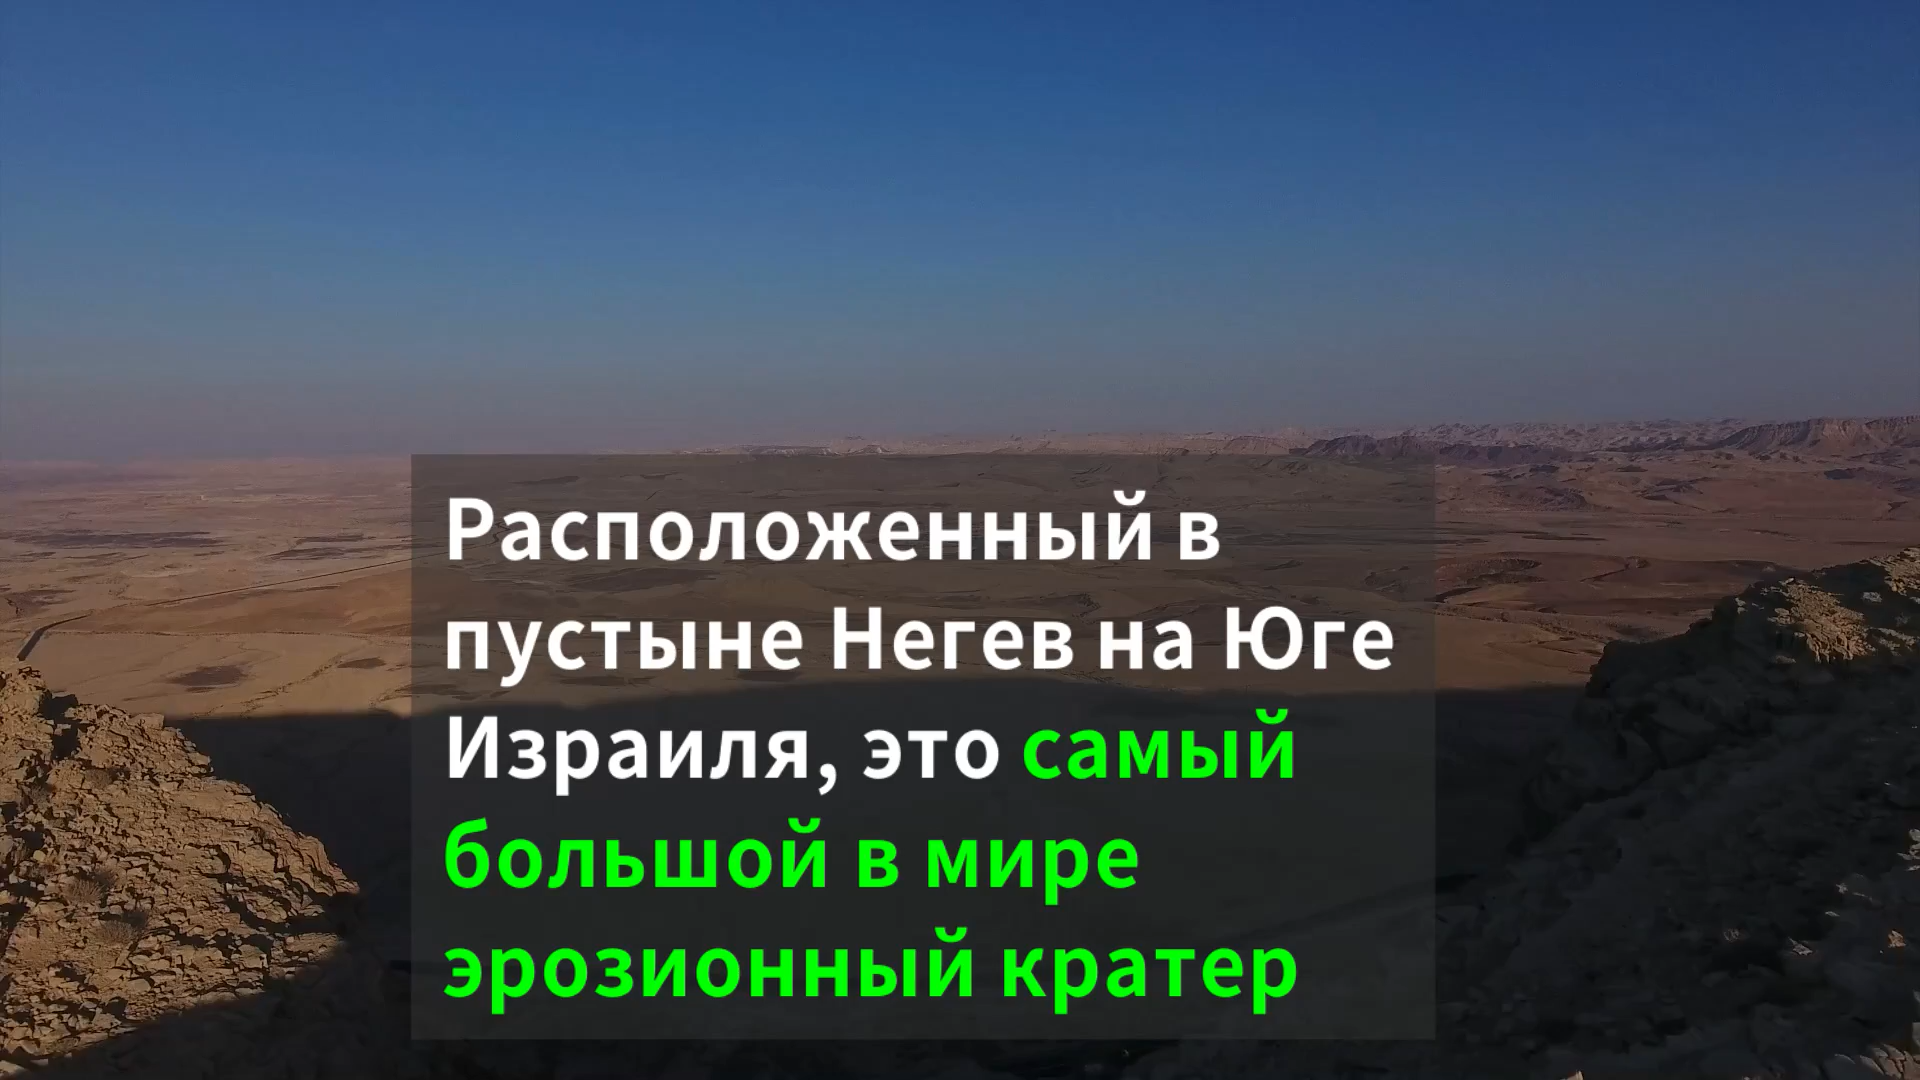 Расположенный в
пустыне Негев на Юге
Израиля, это самый
большой в мире
эрозионный кратер